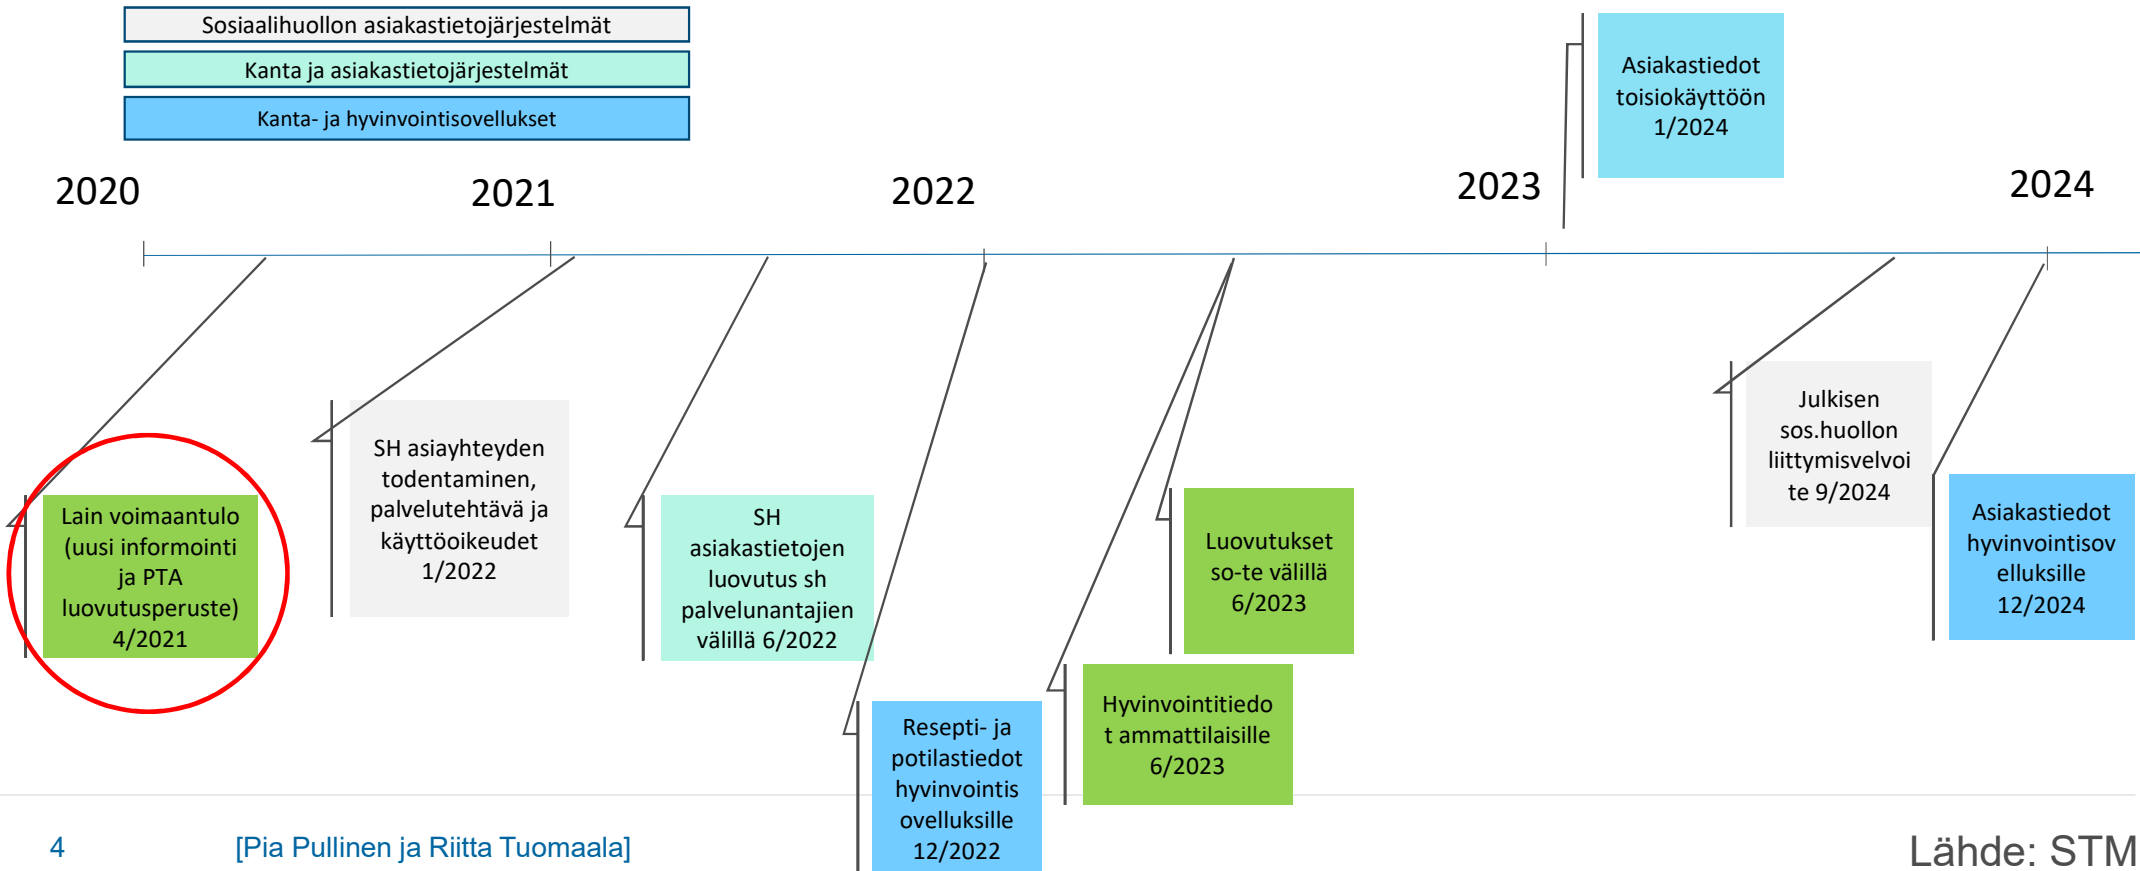 Sosiaalihuollon asiakastietojärjestelmät
Kanta ja asiakastietojärjestelmät
Kanta- ja hyvinvointisovellukset
Asiakastiedot
toisiokäyttöön
1/2024
2020
2021
2022
2023
2024
Lain voimaantulo
(uusi informointi
ja PTA
luovutusperuste)
4/2021
SH asiayhteyden
todentaminen,
palvelutehtävä ja
käyttöoikeudet
1/2022
SH
asiakastietojen
luovutus sh
palvelunantajien
välillä 6/2022
Resepti- ja
potilastiedot
hyvinvointis
ovelluksille
12/2022
Hyvinvointitiedo
t ammattilaisille
6/2023
Luovutukset
so-te välillä
6/2023
Julkisen
sos.huollon
liittymisvelvoi
te 9/2024
Asiakastiedot
hyvinvointisov
elluksille
12/2024
4
[Pia Pullinen ja Riitta Tuomaala]
Lähde: STM